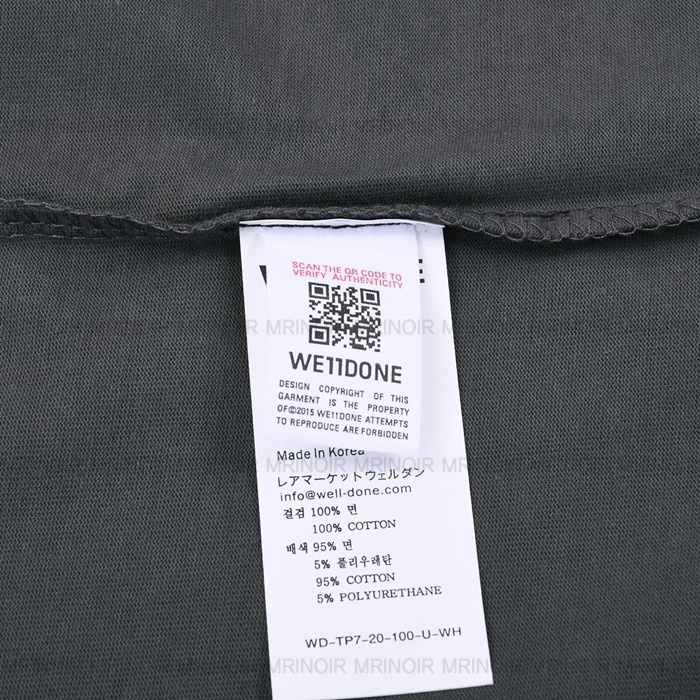 SCAN THE QR CODE TO
VERIFY AUTHENTICITY
WE11DONE
DESIGN COPYRIGHT OF THIS
GARMENT IS THE PROPERTY
OF©2015 WE11DONE ATTEMPTS
TO REPRODUCE ARE FORBIDDEN
Made in Korea
レアマーケットウェルダン
info@well-done.com
겉검 100% 면
100% COTTON
배색 95% 면
5% 폴리우레탄
95% COTTON
5% POLYURETHANE
WD-TP7-20-100-U-WH
MRINOIR MRINOIR MRINOIR MRINOIR